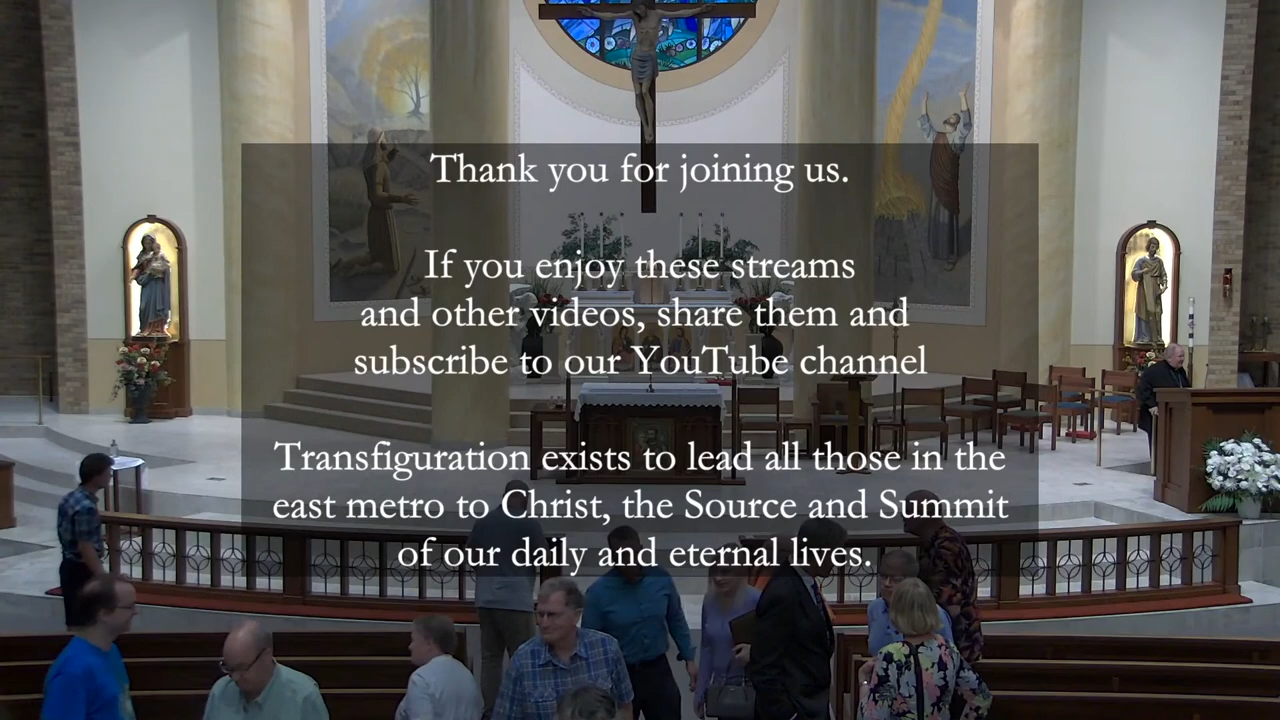 Thank you for joining us.
If you enjoy these streams
and other videos, share them and
subscribe to our YouTube channel
Transfiguration exists to lead all those in the
east metro to Christ, the Source and Summit
of our daily and eternal lives.